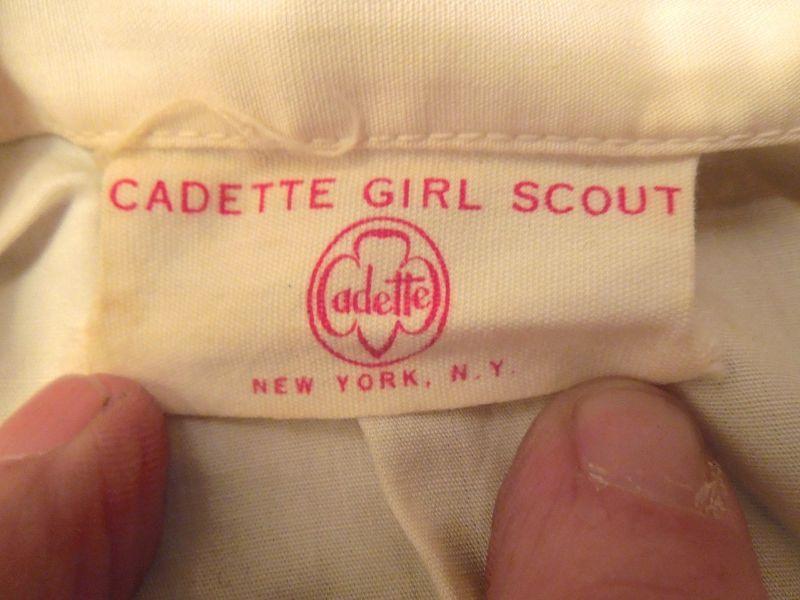 CADETTE GIRL SCOUT
Cadette
NEW YORK, N.Y.